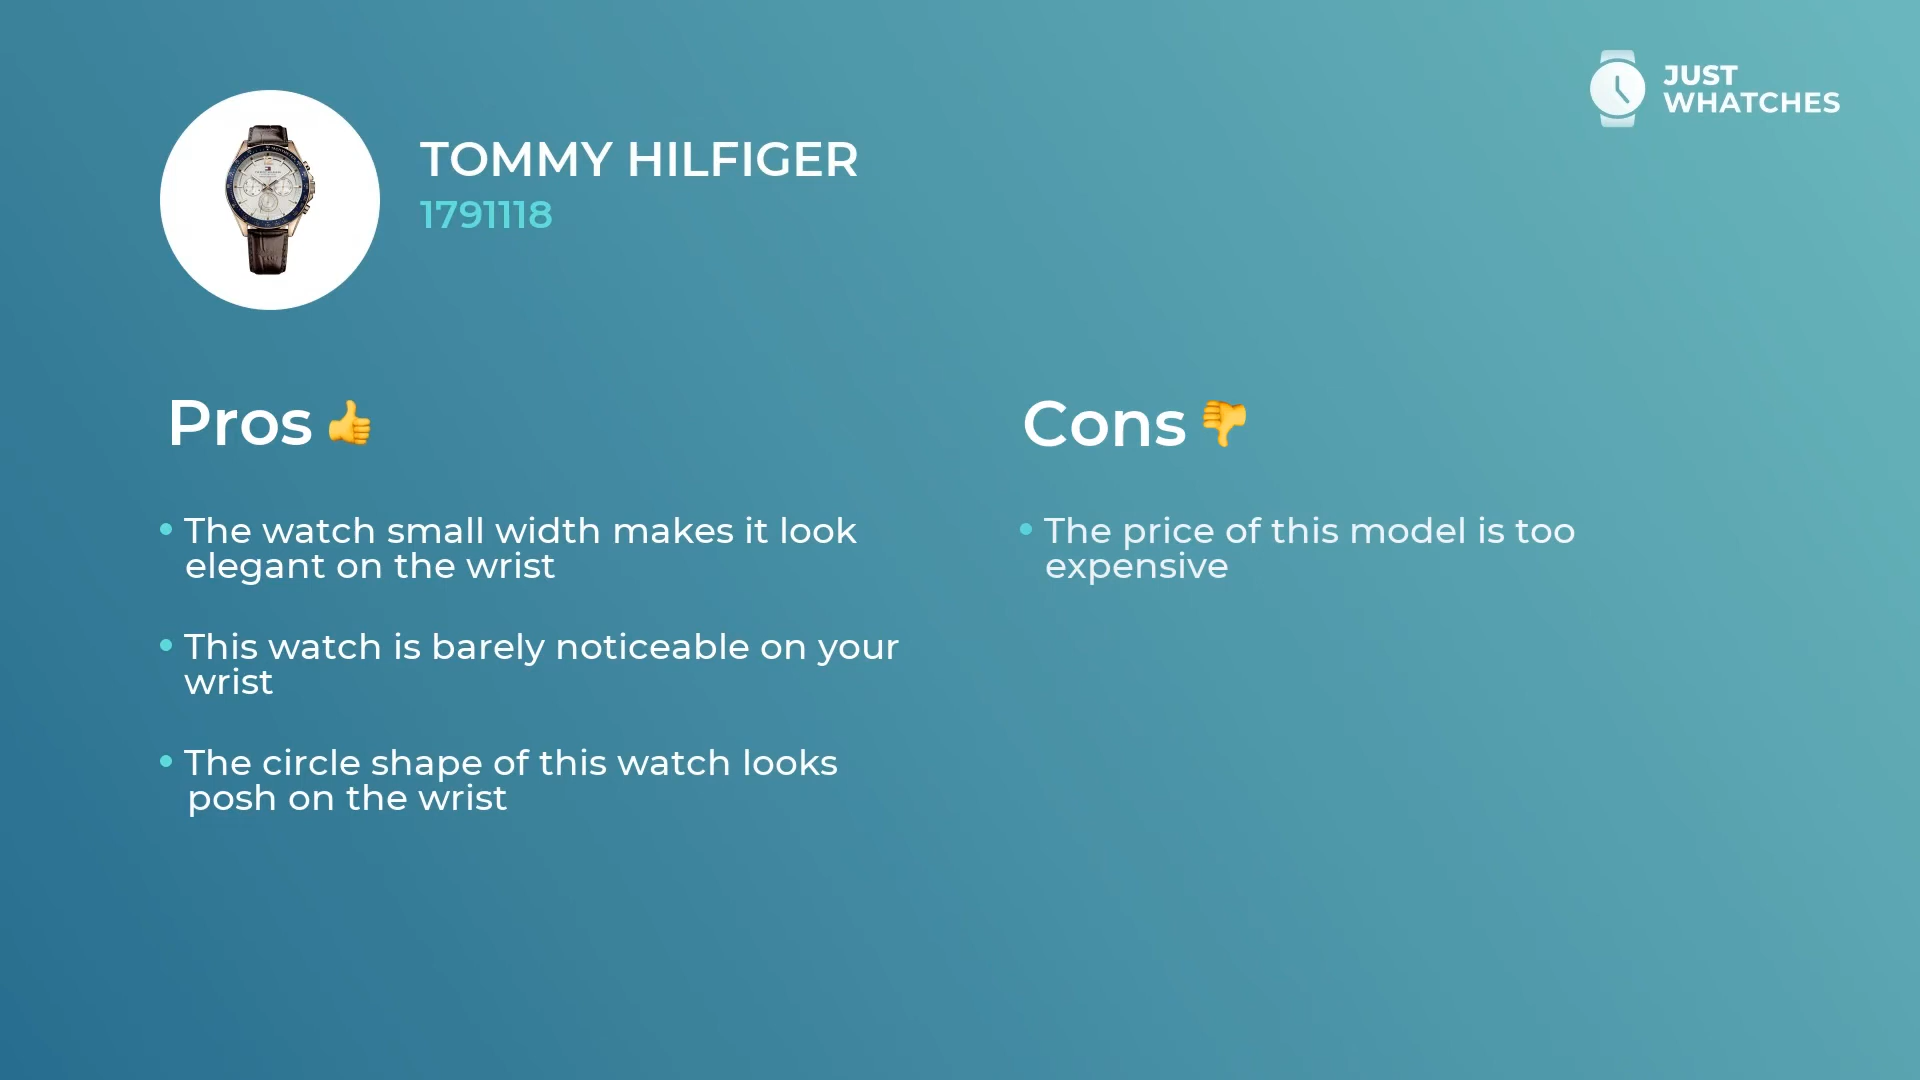 JUST
WHATCHES
TOMMY HILFIGER
1791118
Pros
The watch small width makes it look
elegant on the wrist
This watch is barely noticeable on your
wrist
The circle shape of this watch looks
posh on the wrist
Cons
The price of this model is too
expensive